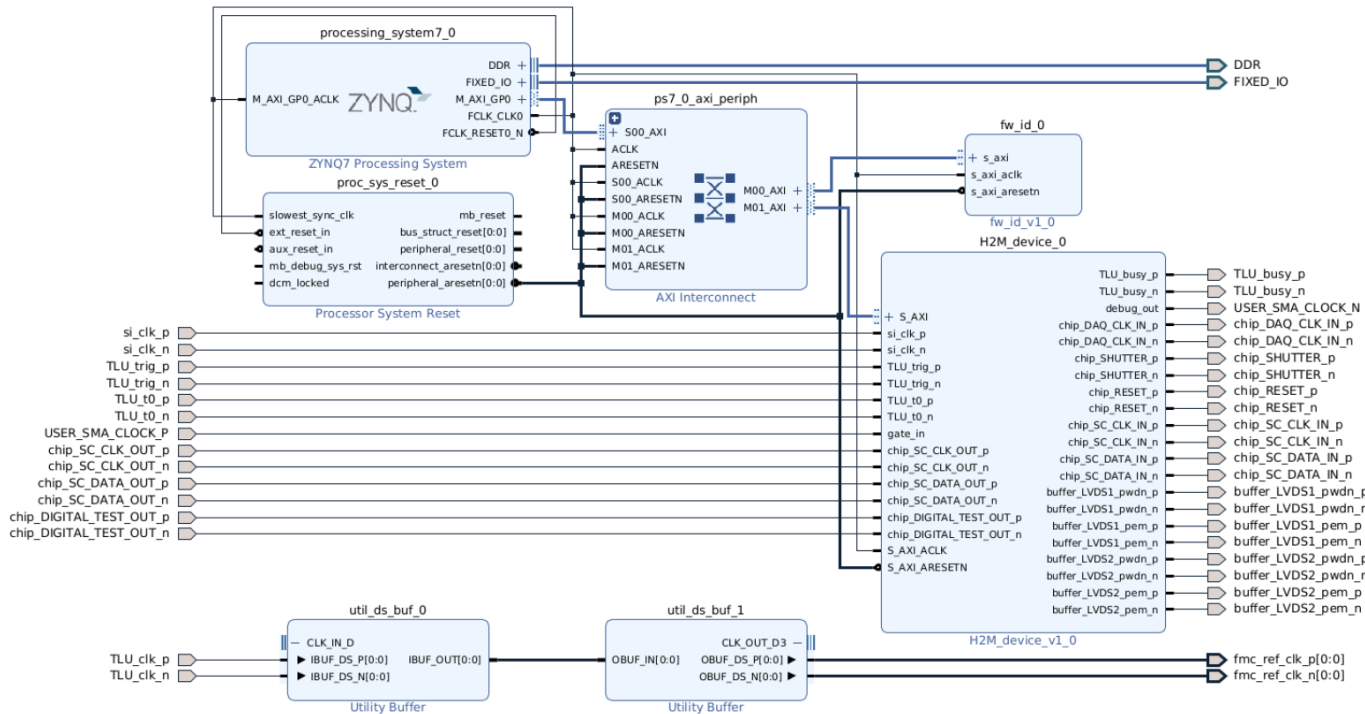 processing_system7_0
DDR
FIXED_IO
M_AXI_GP0_ACLK
ZYNQ
M_AXI_GP0
FCLK_CLK0
FCLK_RESET0_N
ZYNQ7 Processing System
DDR
FIXED_IO
proc_sys_reset_0
slowest_sync_clk
ext_reset_in
aux_reset_in
mb_debug_sys_rst
dcm_locked
mb_reset
bus_struct_reset[0:0]
peripheral_reset[0:0]
interconnect_aresetn[0:0]
peripheral_aresetn[0:0]
Processor System Reset
ps7_0_axi_periph
S00_AXI
ACLK
ARESETN
S00_ACLK
S00_ARESETN
M00_ACLK
M00_ARESETN
M01_ACLK
M01_ARESETN
M00_AXI
M01_AXI
AXI Interconnect
fw_id_0
s_axi
s_axi_aclk
s_axi_aresetn
fw_id_v1_0
si_clk_p
si_clk_n
TLU_trig_p
TLU_trig_n
TLU_t0_p
TLU_t0_n
USER_SMA_CLOCK_P
chip_SC_CLK_OUT_p
chip_SC_CLK_OUT_n
chip_SC_DATA_OUT_p
chip_SC_DATA_OUT_n
chip_DIGITAL_TEST_OUT_p
chip_DIGITAL_TEST_OUT_n
H2M_device_0
S_AXI
si_clk_p
si_clk_n
TLU_trig_p
TLU_trig_n
TLU_t0_p
TLU_t0_n
gate_in
chip_SC_CLK_OUT_p
chip_SC_CLK_OUT_n
chip_SC_DATA_OUT_p
chip_SC_DATA_OUT_n
chip_DIGITAL_TEST_OUT_p
chip_DIGITAL_TEST_OUT_n
S_AXI_ACLK
S_AXI_ARESETN
TLU_busy_p
TLU_busy_n
debug_out
chip_DAQ_CLK_IN_p
chip_DAQ_CLK_IN_n
chip_SHUTTER_p
chip_SHUTTER_n
chip_RESET_p
chip_RESET_n
chip_SC_CLK_IN_p
chip_SC_CLK_IN_n
chip_SC_DATA_IN_p
chip_SC_DATA_IN_n
buffer_LVDS1_pwdn_p
buffer_LVDS1_pwdn_n
buffer_LVDS1_pem_p
buffer_LVDS1_pem_n
buffer_LVDS2_pwdn_p
buffer_LVDS2_pwdn_n
buffer_LVDS2_pem_p
buffer_LVDS2_pem_n
H2M_device_v1_0
TLU_busy_p
TLU_busy_n
USER_SMA_CLOCK_N
chip_DAQ_CLK_IN_p
chip_DAQ_CLK_IN_n
chip_SHUTTER_p
chip_SHUTTER_n
chip_RESET_p
chip_RESET_n
chip_SC_CLK_IN_p
chip_SC_CLK_IN_n
chip_SC_DATA_IN_p
chip_SC_DATA_IN_n
buffer_LVDS1_pwdn_p
buffer_LVDS1_pwdn_n
buffer_LVDS1_pem_p
buffer_LVDS1_pem_n
buffer_LVDS2_pwdn_p
buffer_LVDS2_pwdn_n
buffer_LVDS2_pem_p
buffer_LVDS2_pem_n
TLU_clk_p
TLU_clk_n
util_ds_buf_0
CLK_IN_D
IBUF_DS_P[0:0]
IBUF_DS_N[0:0]
IBUF_OUT[0:0]
Utility Buffer
util_ds_buf_1
OBUF_IN[0:0]
CLK_OUT_D3
OBUF_DS_P[0:0]
OBUF_DS_N[0:0]
Utility Buffer
fmc_ref_clk_p[0:0]
fmc_ref_clk_n[0:0]